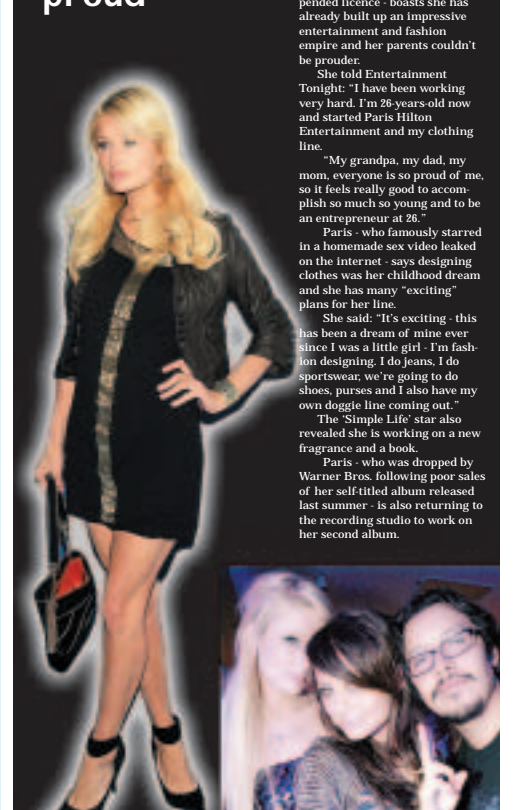 proud
pended licence - boasts she has
already built up an impressive
entertainment and fashion
empire and her parents couldn't
be prouder.
She told Entertainment
Tonight: “I have been working
very hard. I'm 26-years-old now
and started Paris Hilton
Entertainment and my clothing
line.
“My grandpa, my dad, my
mom, everyone is so proud of me,
so it feels really good to accom-
plish so much so young and to be
an entrepreneur at 26.”
Paris - who famously starred
in a homemade sex video leaked
on the internet - says designing
clothes was her childhood dream
and she has many “exciting”
plans for her line.
She said: “It's exciting - this
has been a dream of mine ever
since I was a little girl - I'm fash-
ion designing. I do jeans, I do
sportswear, we're going to do
shoes, purses and I also have my
own doggie line coming out.”
The ‘Simple Life’ star also
revealed she is working on a new
fragrance and a book.
Paris - who was dropped by
Warner Bros. following poor sales
of her self-titled album released
last summer - is also returning to
the recording studio to work on
her second album.